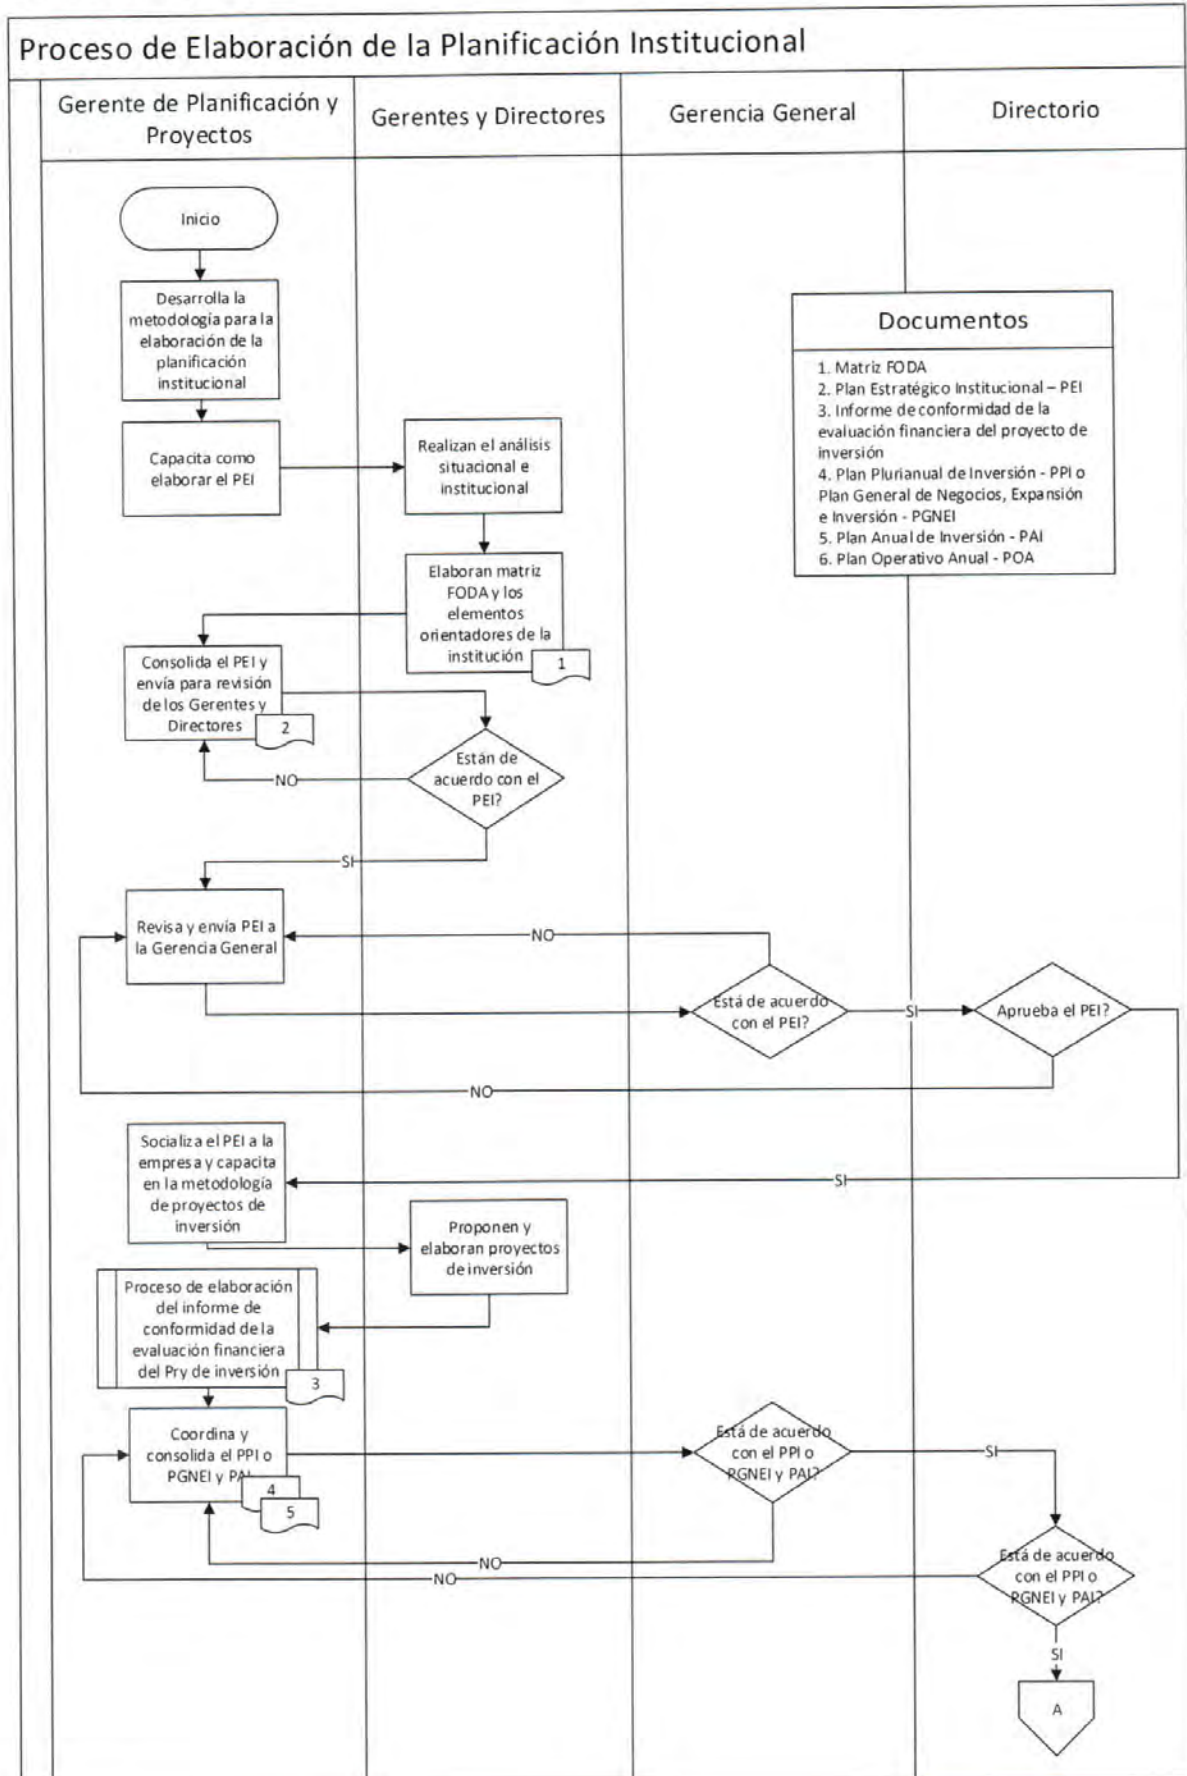 Proceso de Elaboración de la Planificación Institucional
Gerente de Planificación y
Proyectos
Gerentes y Directores
Gerencia General
Directorio
Inicio
Desarrolla la
metodología para la
elaboración de la
planificación
institucional
Documentos
1. Matriz FODA
2. Plan Estratégico Institucional – PEI
3. Informe de conformidad de la
evaluación financiera del proyecto de
inversión
4. Plan Plurianual de Inversión - PPI o
Plan General de Negocios, Expansión
e Inversión - PGNEI
5. Plan Anual de Inversión - PAI
6. Plan Operativo Anual - POA
Capacita como
elaborar el PEI
Realizan el análisis
situacional e
institucional
Elaboran matriz
FODA y los
elementos
orientadores de la
institución
1
Consolida el PEI y
envía para revisión
de los Gerentes y
Directores
2
Están de
acuerdo con el
PEI?
NO
SI
Revisa y envía PEI a
la Gerencia General
NO
Está de acuerdo
con el PEI?
SI
Aprueba el PEI?
NO
Socializa el PEI a la
empresa y capacita
en la metodología
de proyectos de
inversión
SI
Proponen y
elaboran proyectos
de inversión
Proceso de elaboración
del informe de
conformidad de la
evaluación financiera
del Pry de inversión
3
Coordina y
consolida el PPI o
PGNEI y PAI
4
5
Está de acuerdo
con el PPI o
PGNEI y PAI?
SI
NO
NO
Está de acuerdo
con el PPI o
PGNEI y PAI?
SI
A